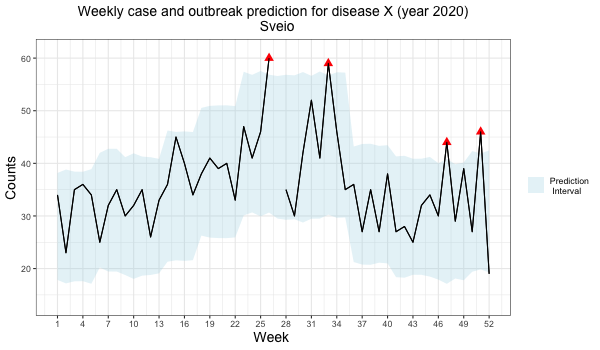 Weekly case and outbreak prediction for disease X (year 2020)
Sveio
Counts
60
50
40
30
20
1 4 7 10 13 16 19 22 25 28 31 34 37 40 43 46 49 52
Week
Prediction
Interval